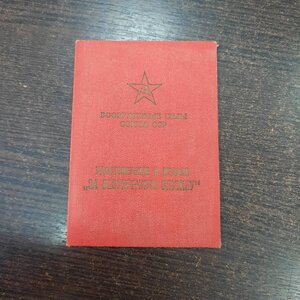 ВООРУЖЕННЫЕ СИЛЫ
СОЮЗА ССР
УДОСТОВЕРЕНИЕ К МЕДАЛИ
„ЗА БЕЗУПРЕЧНУЮ СЛУЖБУ"